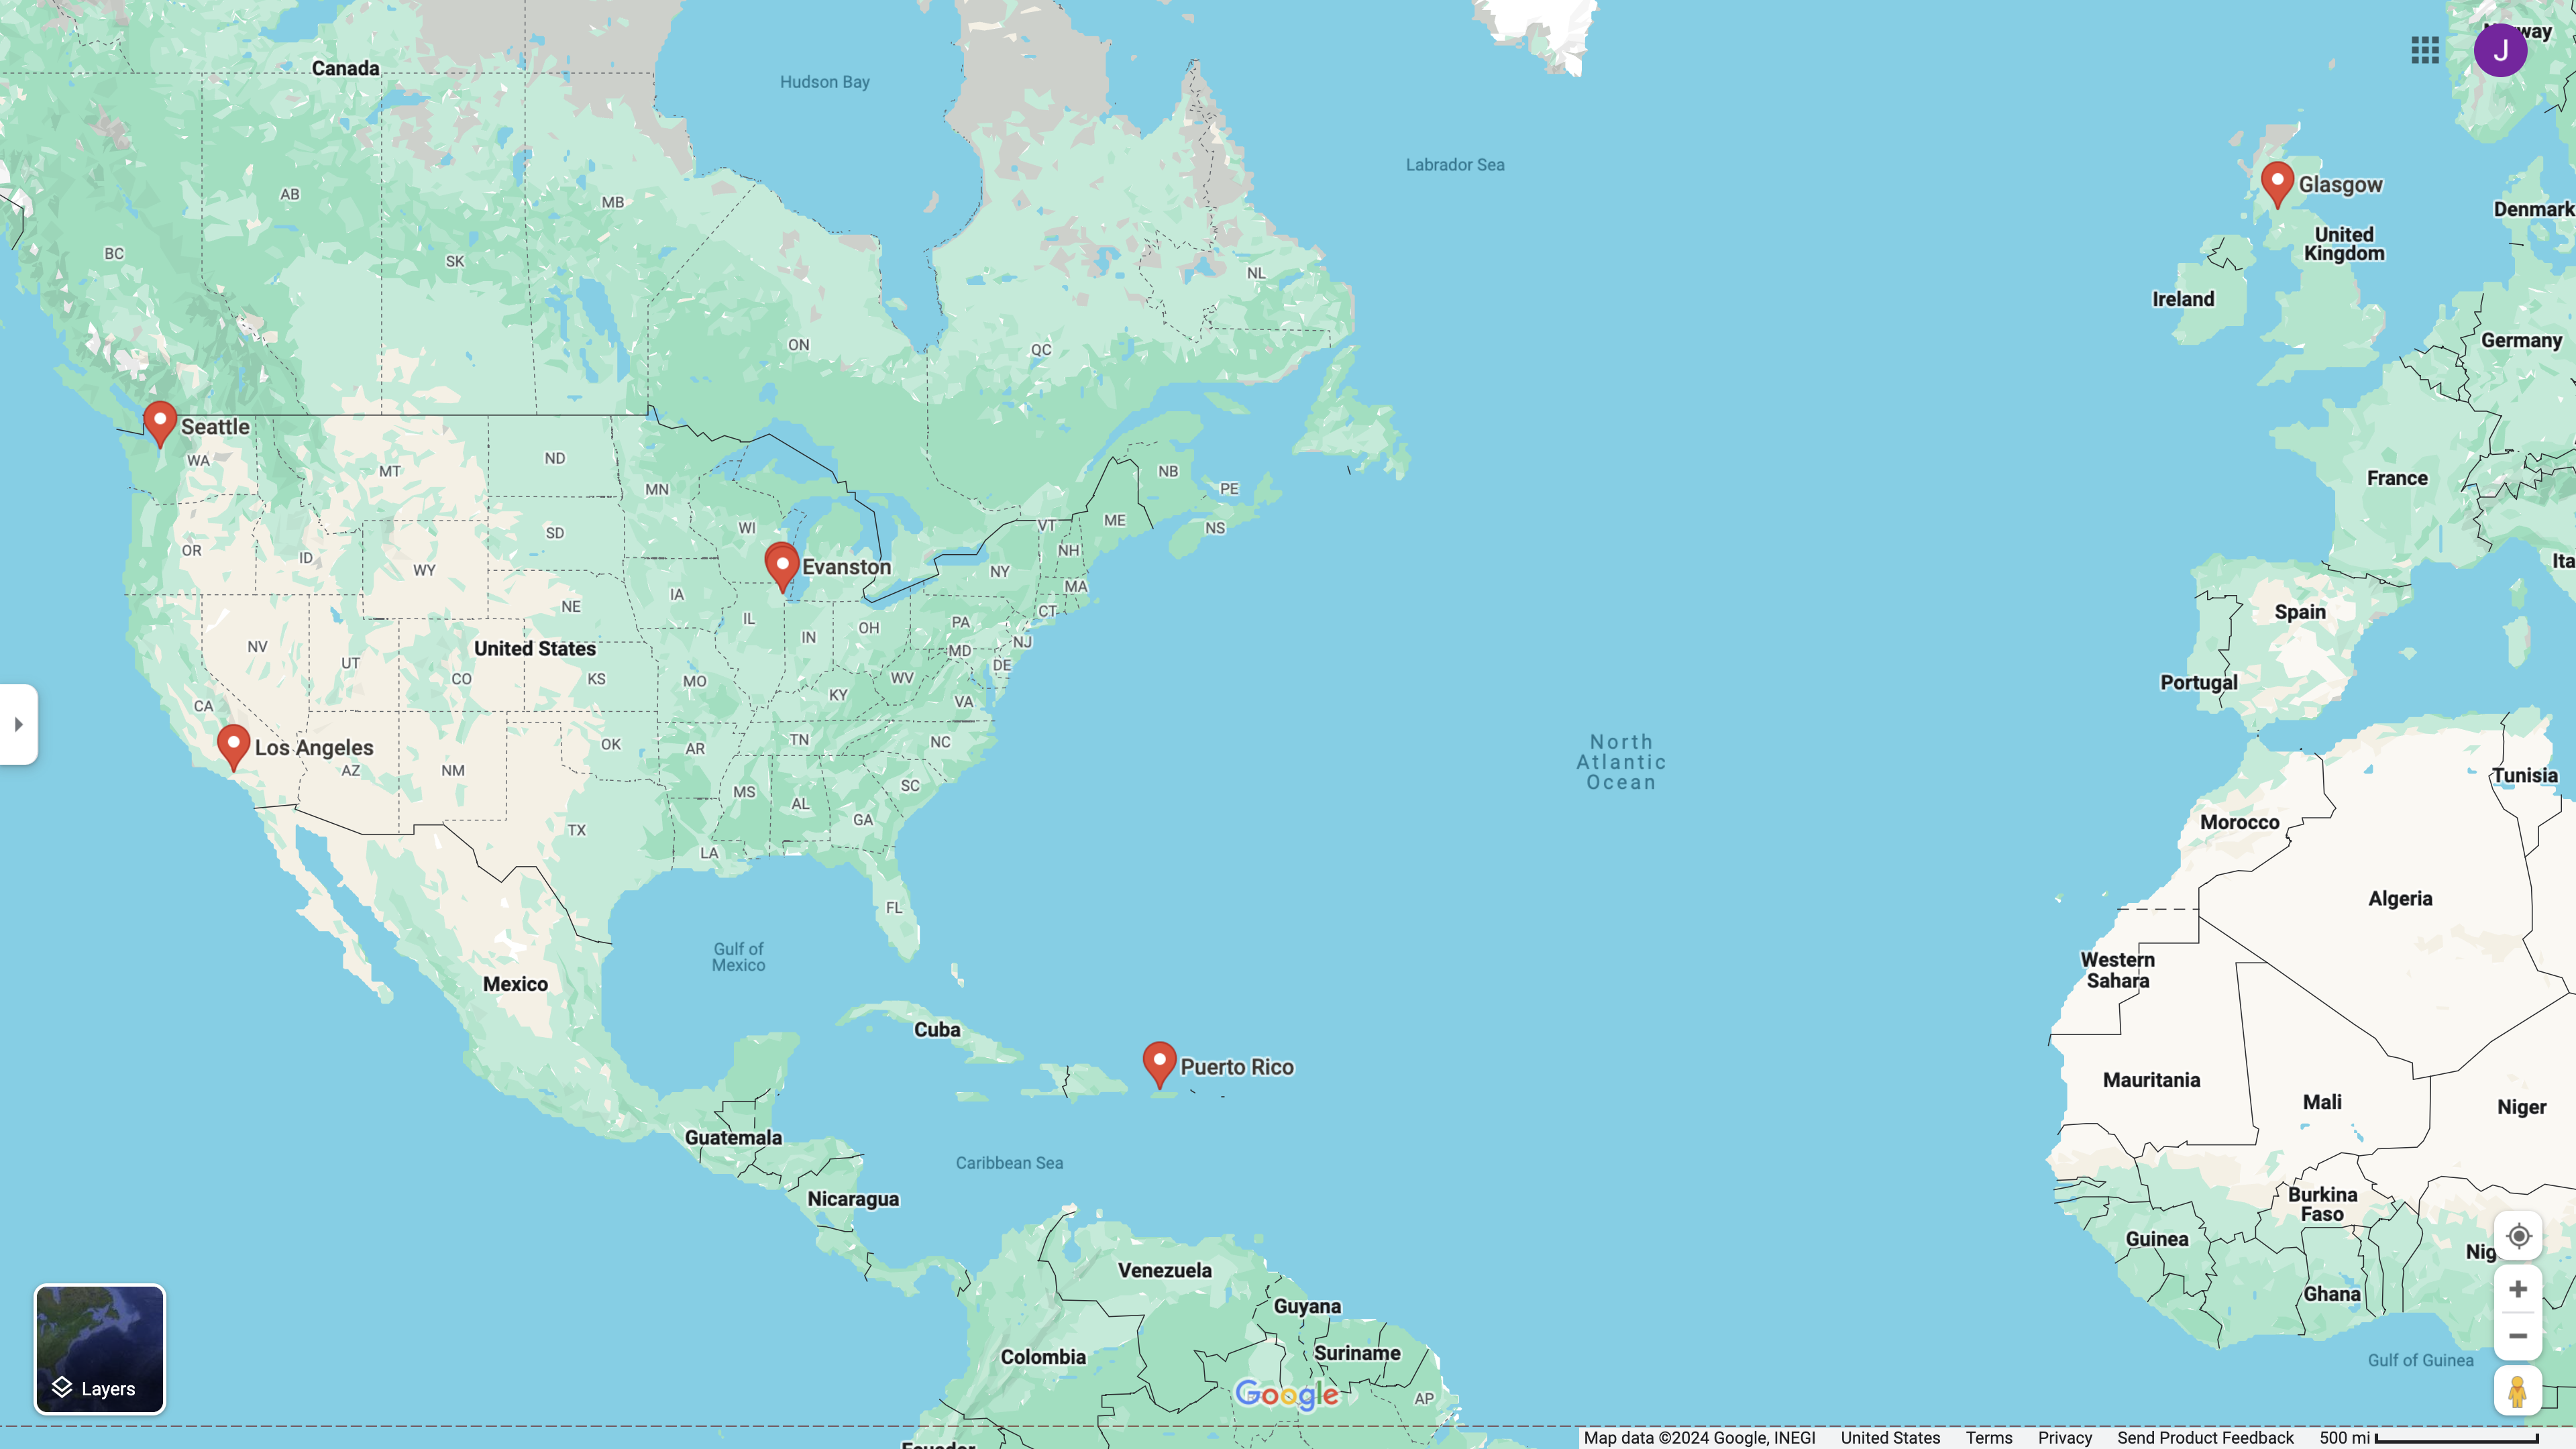 Canada
Hudson Bay
Labrador Sea
J
Glasgow
United
Kingdom
Denmark
Ireland
Germany
AB
MB
BC
SK
NL
ON
QC
Seattle
WA
MT
ND
MN
NB
PE
NS
ME
VT
NH
WI
SD
OR
ID
WY
Evanston
NY
MA
CT
France
Spain
Portugal
NE
IA
IL
IN
OH
PA
NJ
MD
DE
NV
UT
United States
CO
KS
MO
KY
WV
VA
CA
Los Angeles
AZ
NM
OK
AR
TN
NC
SC
MS
AL
GA
TX
LA
FL
North
Atlantic
Ocean
Tunisia
Morocco
Algeria
Western
Sahara
Gulf of
Mexico
Mexico
Cuba
Puerto Rico
Mauritania
Mali
Niger
Guatemala
Caribbean Sea
Nicaragua
Burkina
Faso
Guinea
Nig
Ghana
Venezuela
Guyana
Suriname
Colombia
AP
Gulf of Guinea
Layers
Google
Map data ©2024 Google, INEGI United States Terms Privacy Send Product Feedback 500 mi